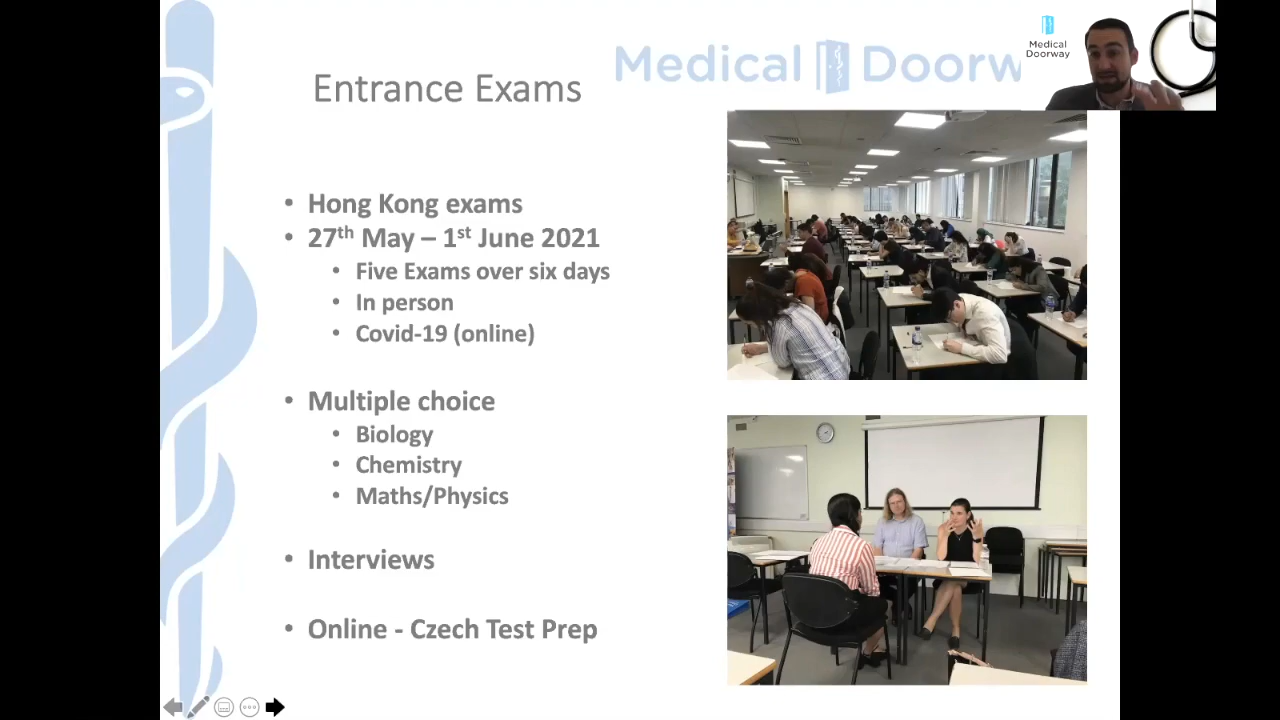 Medical Doorw
Medical
Doorway
Entrance Exams
• Hong Kong exams
• 27th May – 1st June 2021
• Five Exams over six days
• In person
• Covid-19 (online)
• Multiple choice
• Biology
• Chemistry
• Maths/Physics
• Interviews
• Online - Czech Test Prep